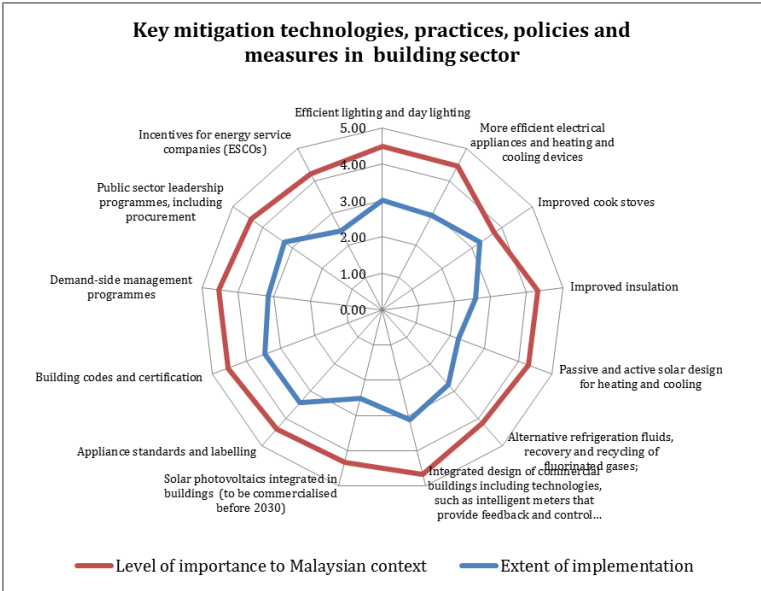 Key mitigation technologies, practices, policies and
measures in building sector
Efficient lighting and day lighting
5.00
4.00
3.00
2.00
1.00
0.00
More efficient electrical
appliances and heating and
cooling devices
Improved cook stoves
Improved insulation
Passive and active solar design
for heating and cooling
Alternative refrigeration fluids,
recovery and recycling of
fluorinated gases;
Integrated design of commercial
buildings including technologies,
such as intelligent meters that
provide feedback and control…
Solar photovoltaics integrated in
buildings (to be commercialised
before 2030)
Appliance standards and labelling
Building codes and certification
Demand-side management
programmes
Public sector leadership
programmes, including
procurement
Incentives for energy service
companies (ESCOs)
Level of importance to Malaysian context
Extent of implementation